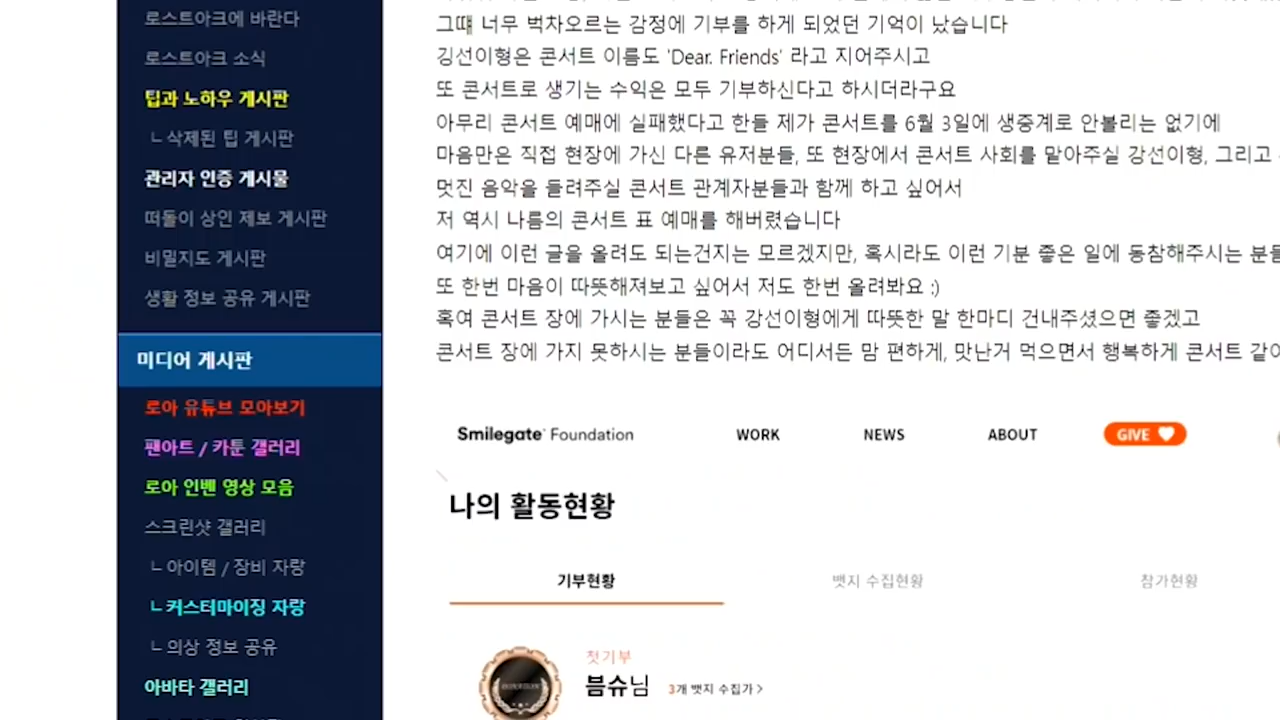 로스트아크에 바란다
로스트아크 소식
팁과 노하우 게시판
ㄴ삭제된 팁 게시판
관리자 인증 게시물
떠돌이 상인 제보 게시판
비밀지도 게시판
생활 정보 공유 게시판
미디어 게시판
로아 유튜브 모아보기
팬아트 / 카툰 갤러리
로아 인벤 영상 모음
스크린샷 갤러리
ㄴ아이템 / 장비 자랑
ㄴ커스터마이징 자랑
ㄴ의상 정보 공유
아바타 갤러리
그떄 너무 벅차오르는 감정에 기부를 하게 되었던 기억이 났습니다
깅선이형은 콘서트 이름도 'Dear. Friends' 라고 지어주시고
또 콘서트로 생기는 수익은 모두 기부하신다고 하시더라구요
아무리 콘서트 예매에 실패했다고 한들 제가 콘서트를 6월 3일에 생중계로 안볼리는 없기에
마음만은 직접 현장에 가신 다른 유저분들, 또 현장에서 콘서트 사회를 맡아주실 강선이형, 그리고
멋진 음악을 들려주실 콘서트 관계자분들과 함께 하고 싶어서
저 역시 나름의 콘서트 표 예매를 해버렸습니다
여기에 이런 글을 올려도 되는건지는 모르겠지만, 혹시라도 이런 기분 좋은 일에 동참해주시는 분들
또 한번 마음이 따뜻해져보고 싶어서 저도 한번 올려봐요 :)
혹여 콘서트 장에 가시는 분들은 꼭 강선이형에게 따뜻한 말 한마디 건내주셨으면 좋겠고
콘서트 장에 가지 못하시는 분들이라도 어디서든 맘 편하게, 맛난거 먹으면서 행복하게 콘서트 같이
Smilegate Foundation WORK NEWS ABOUT GIVE
나의 활동현황
기부현황 뱃지 수집현황 참가현황
첫기부
븜슈님 3개 뱃지 수집가 >